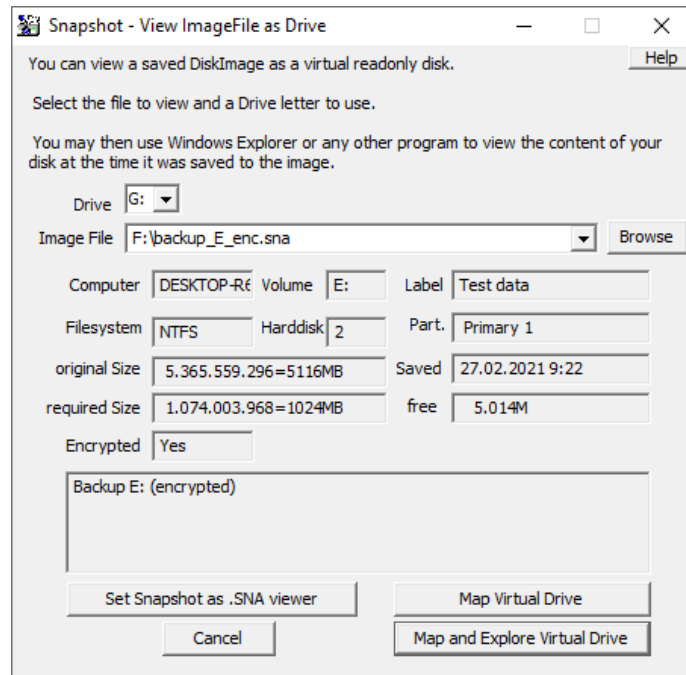 Snapshot - View ImageFile as Drive
Help
You can view a saved DiskImage as a virtual readonly disk.
Select the file to view and a Drive letter to use.
You may then use Windows Explorer or any other program to view the content of your
disk at the time it was saved to the image.
Drive G:
Image File F:\backup_E_enc.sna Browse
Computer DESKTOP-R6 Volume E: Label Test data
Filesystem NTFS Harddisk 2 Part. Primary 1
original Size 5.365.559.296=5116MB Saved 27.02.2021 9:22
required Size 1.074.003.968=1024MB free 5.014M
Encrypted Yes
Backup E: (encrypted)
Set Snapshot as .SNA viewer Map Virtual Drive
Cancel Map and Explore Virtual Drive